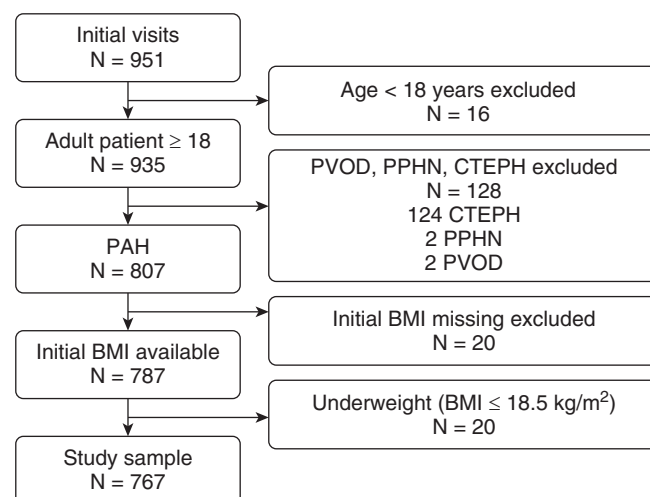 Initial visits
N = 951
Age < 18 years excluded
N = 16
Adult patient ≥ 18
N = 935
PVOD, PPHN, CTEPH excluded
N = 128
124 CTEPH
2 PPHN
2 PVOD
PAH
N = 807
Initial BMI missing excluded
N = 20
Initial BMI available
N = 787
Underweight (BMI ≤ 18.5 kg/m²)
N = 20
Study sample
N = 767